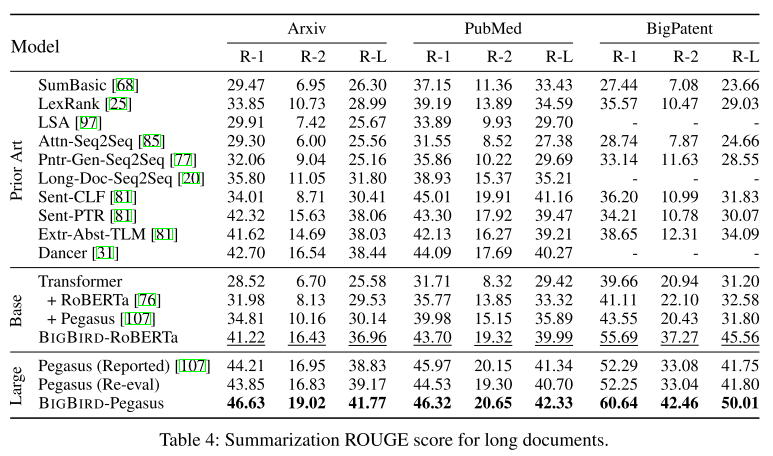 Model Arxiv PubMed BigPatent
R-1 R-2 R-L R-1 R-2 R-L R-1 R-2 R-L
Prior Art
SumBasic [68] 29.47 6.95 26.30 37.15 11.36 33.43 27.44 7.08 23.66
LexRank [25] 33.85 10.73 28.99 39.19 13.89 34.59 35.57 10.47 29.03
LSA [97] 29.91 7.42 25.67 33.89 9.93 29.70 - - -
Attn-Seq2Seq [85] 29.30 6.00 25.56 31.55 8.52 27.38 28.74 7.87 24.66
Pntr-Gen-Seq2Seq [77] 32.06 9.04 25.16 35.86 10.22 29.69 33.14 11.63 28.55
Long-Doc-Seq2Seq [20] 35.80 11.05 31.80 38.93 15.37 35.21 - - -
Sent-CLF [81] 34.01 8.71 30.41 45.01 19.91 41.16 36.20 10.99 31.83
Sent-PTR [81] 42.32 15.63 38.06 43.30 17.92 39.47 34.21 10.78 30.07
Extr-Abst-TLM [81] 41.62 14.69 38.03 42.13 16.27 39.21 38.65 12.31 34.09
Dancer [31] 42.70 16.54 38.44 44.09 17.69 40.27 - - -
Base
Transformer 28.52 6.70 25.58 31.71 8.32 29.42 39.66 20.94 31.20
+ RoBERTa [76] 31.98 8.13 29.53 35.77 13.85 33.32 41.11 22.10 32.58
+ Pegasus [107] 34.81 10.16 30.14 39.98 15.15 35.89 43.55 20.43 31.80
BIGBIRD-RoBERTa 41.22 16.43 36.96 43.70 19.32 39.99 55.69 37.27 45.56
Large
Pegasus (Reported) [107] 44.21 16.95 38.83 45.97 20.15 41.34 52.29 33.08 41.75
Pegasus (Re-eval) 43.85 16.83 39.17 44.53 19.30 40.70 52.25 33.04 41.80
BIGBIRD-Pegasus 46.63 19.02 41.77 46.32 20.65 42.33 60.64 42.46 50.01
Table 4: Summarization ROUGE score for long documents.